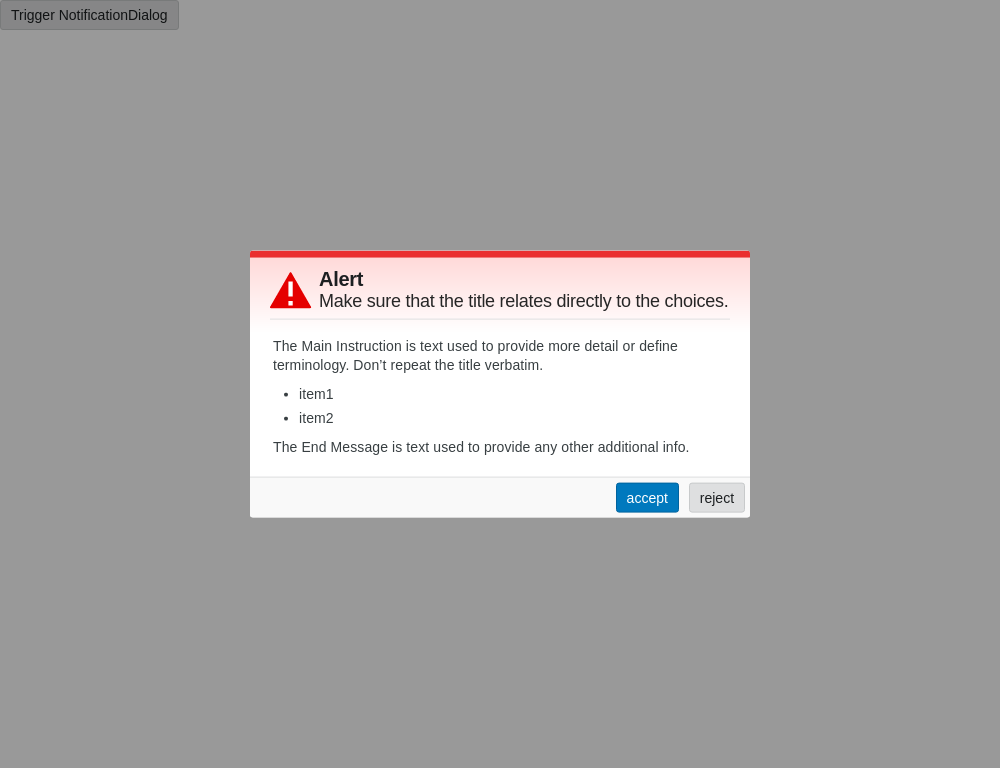 Trigger NotificationDialog
Alert
Make sure that the title relates directly to the choices.
The Main Instruction is text used to provide more detail or define
terminology. Don’t repeat the title verbatim.
• item1
• item2
The End Message is text used to provide any other additional info.
accept reject